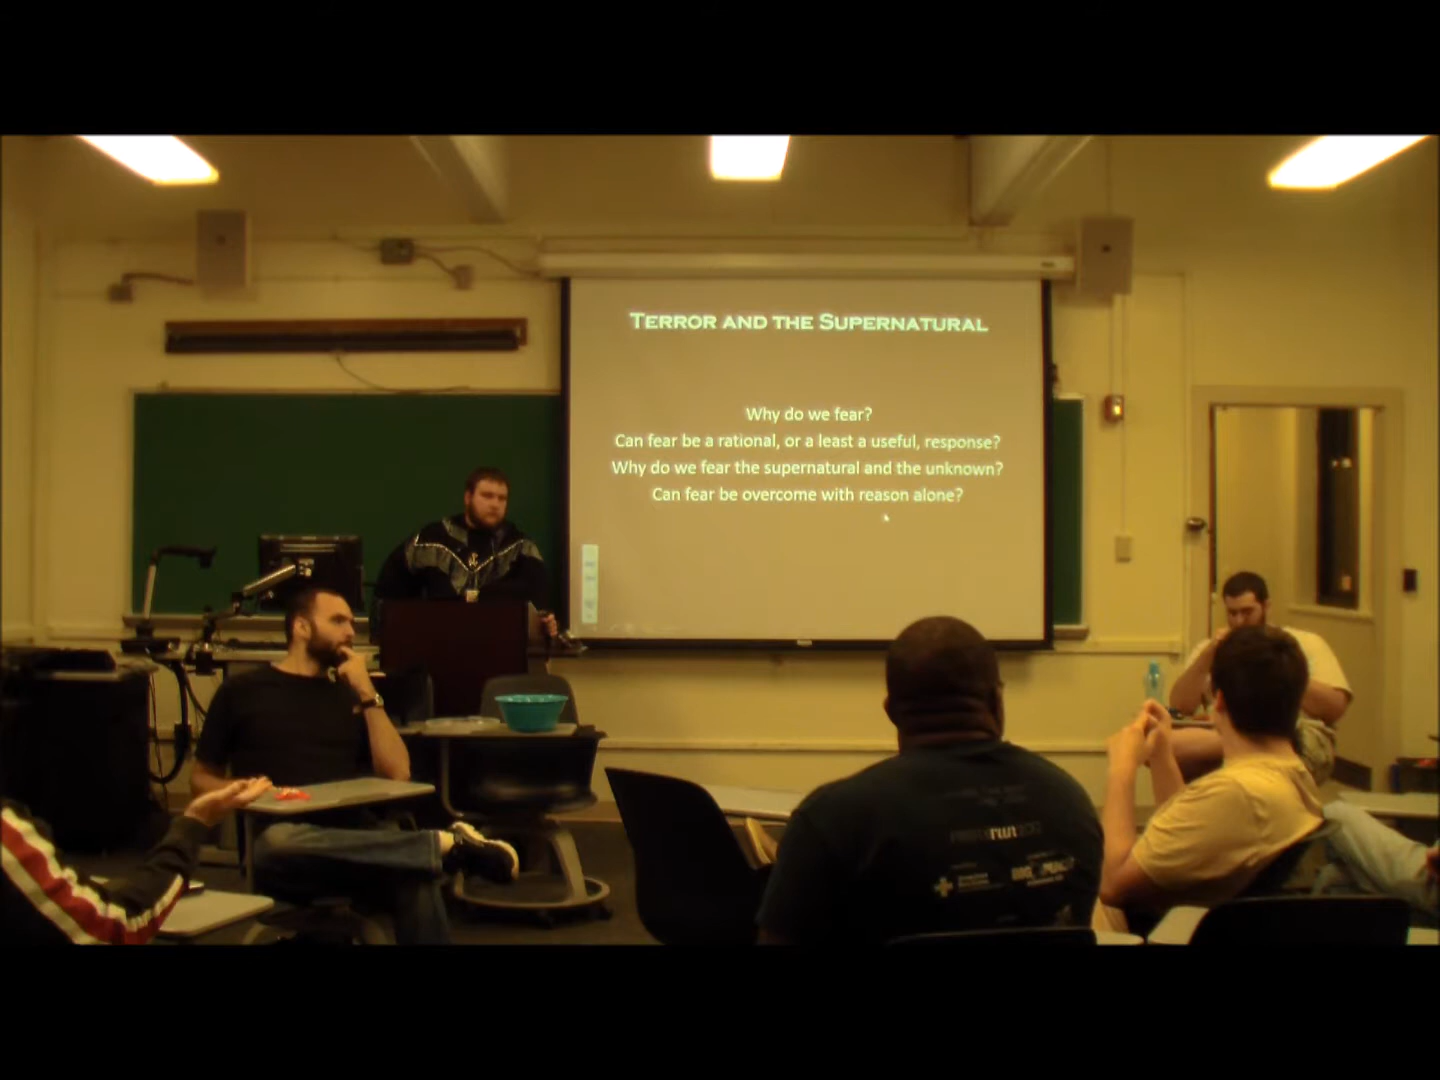 Terror and the Supernatural
Why do we fear?
Can fear be a rational, or a least a useful, response?
Why do we fear the supernatural and the unknown?
Can fear be overcome with reason alone?